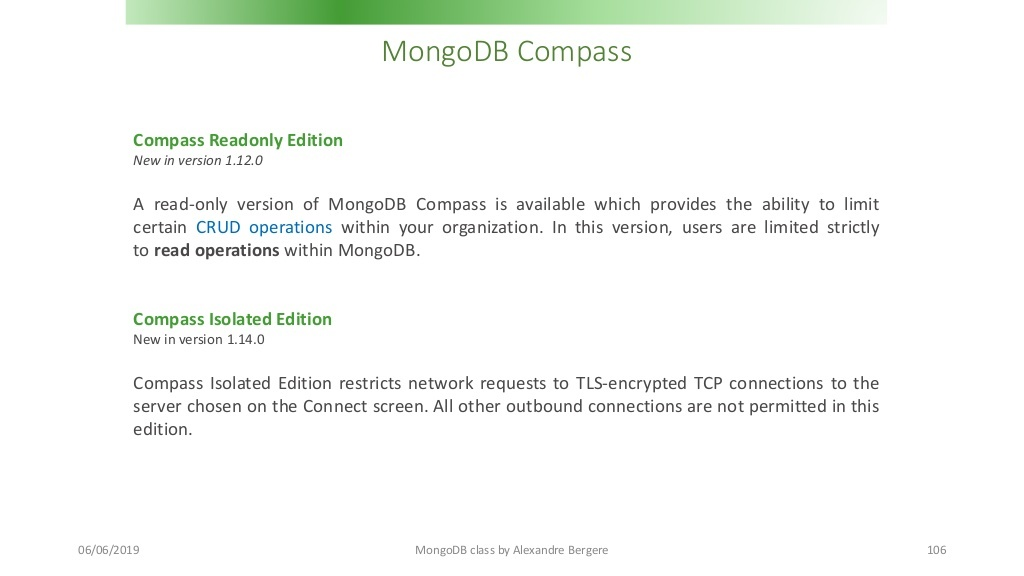 MongoDB Compass
Compass Readonly Edition
New in version 1.12.0
A read-only version of MongoDB Compass is available which provides the ability to limit
certain CRUD operations within your organization. In this version, users are limited strictly
to read operations within MongoDB.
Compass Isolated Edition
New in version 1.14.0
Compass Isolated Edition restricts network requests to TLS-encrypted TCP connections to the
server chosen on the Connect screen. All other outbound connections are not permitted in this
edition.
06/06/2019 MongoDB class by Alexandre Bergere 106